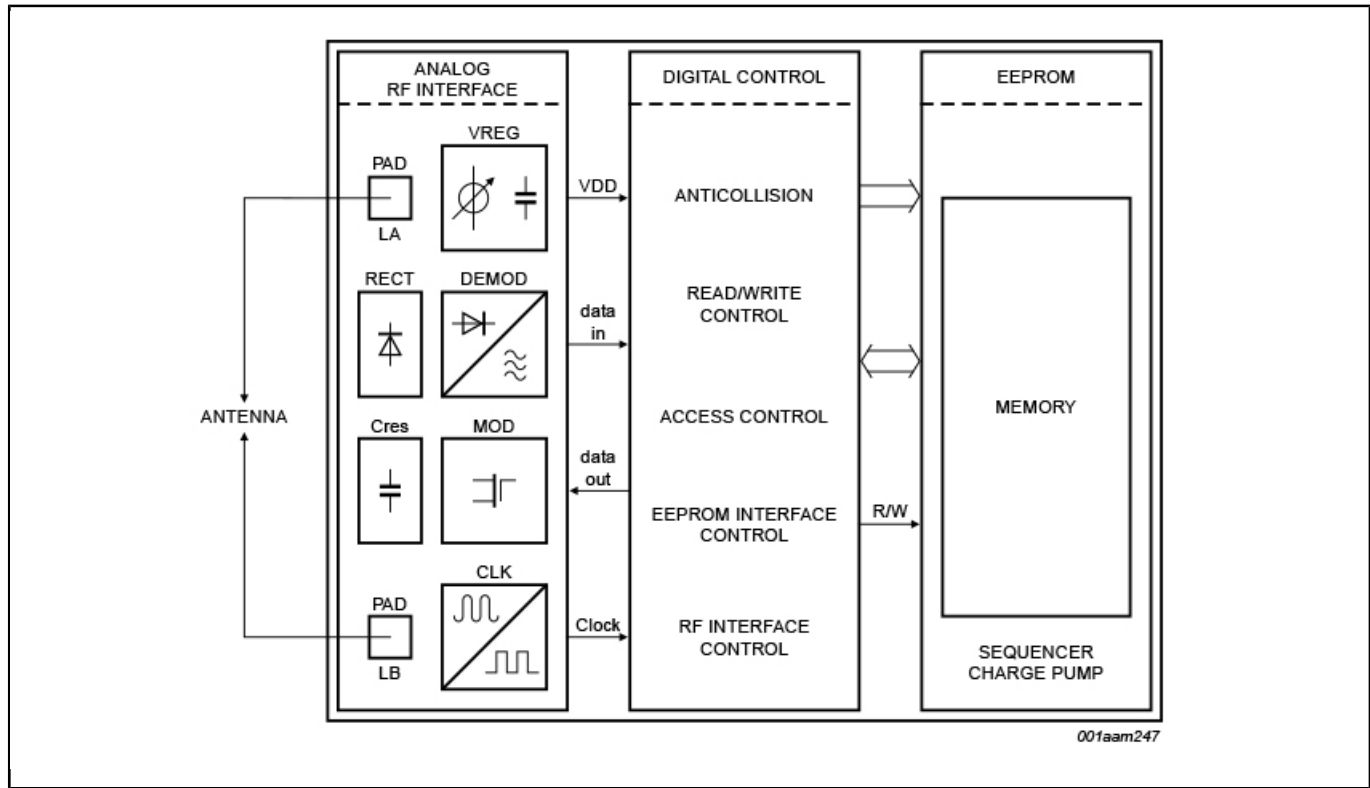 ANALOG
RF INTERFACE
VREG
PAD
LA
RECT
DEMOD
Cres
MOD
CLK
PAD
LB
ANTENNA
VDD
data
in
data
out
Clock
DIGITAL CONTROL
ANTICOLLISION
READ/WRITE
CONTROL
ACCESS CONTROL
EEPROM INTERFACE
CONTROL
RF INTERFACE
CONTROL
R/W
EEPROM
MEMORY
SEQUENCER
CHARGE PUMP
001aam247